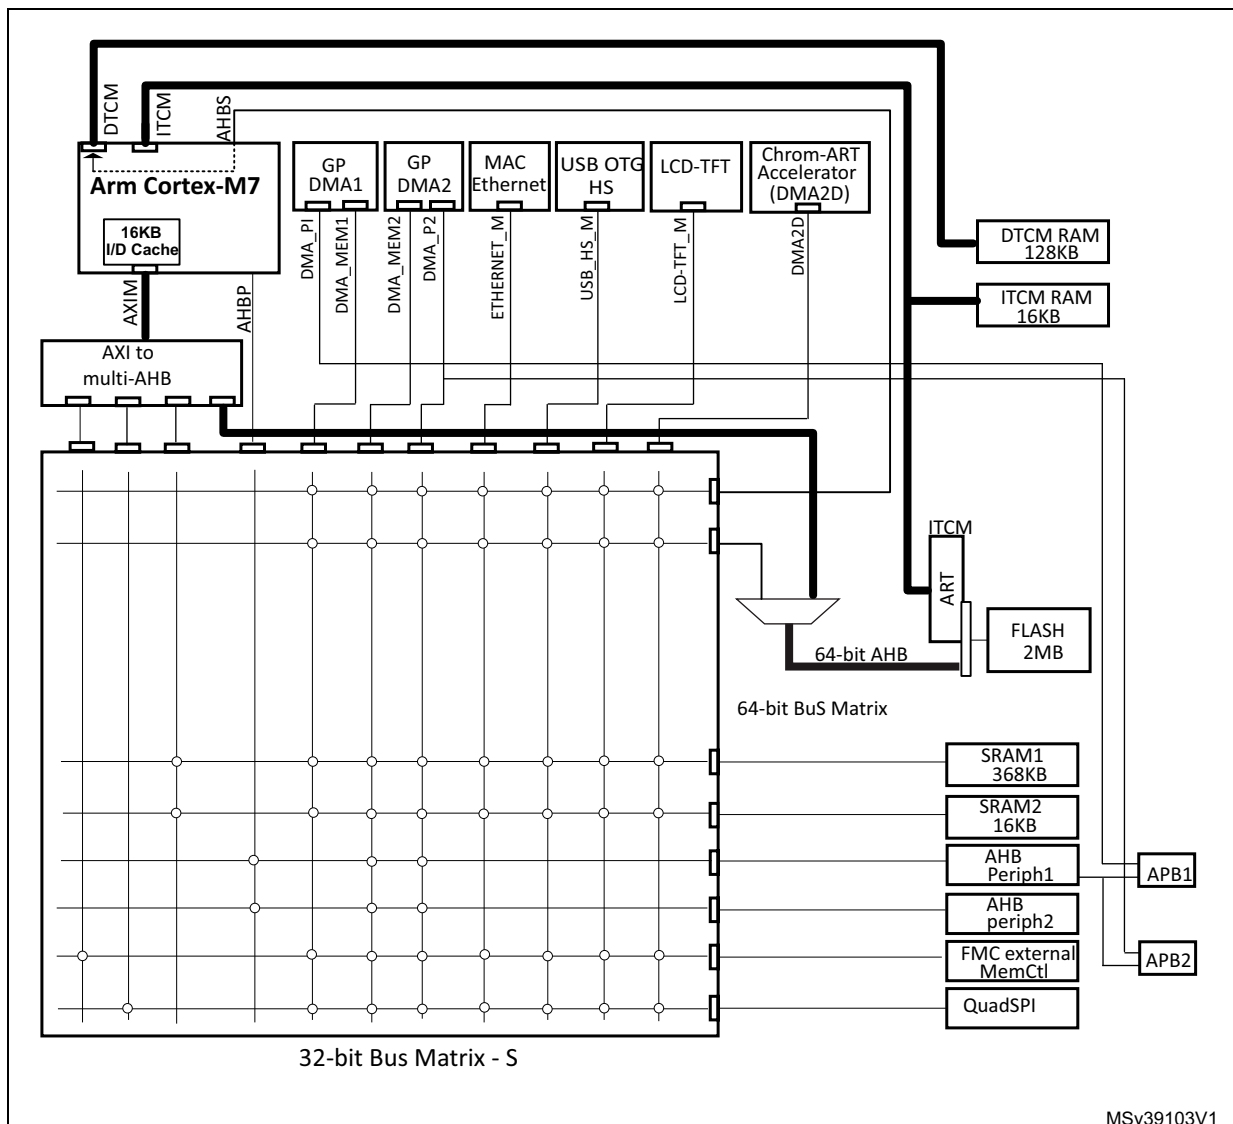 DTCM
ITCM
AHBS
Arm Cortex-M7
16KB
I/D Cache
AXIM
AHBP
GP
DMA1
GP
DMA2
MAC
Ethernet
USB OTG
HS
LCD-TFT
Chrom-ART
Accelerator
(DMA2D)
DMA_PI
DMA_MEM1
DMA_MEM2
DMA_P2
ETHERNET_M
USB_HS_M
LCD-TFT_M
DMA2D
DTCM RAM
128KB
ITCM RAM
16KB
AXI to
multi-AHB
ITCM
ART
FLASH
2MB
64-bit AHB
64-bit BuS Matrix
SRAM1
368KB
SRAM2
16KB
AHB
Periph1
APB1
AHB
periph2
FMC external
MemCtl
APB2
QuadSPI
32-bit Bus Matrix - S
MSv39103V1